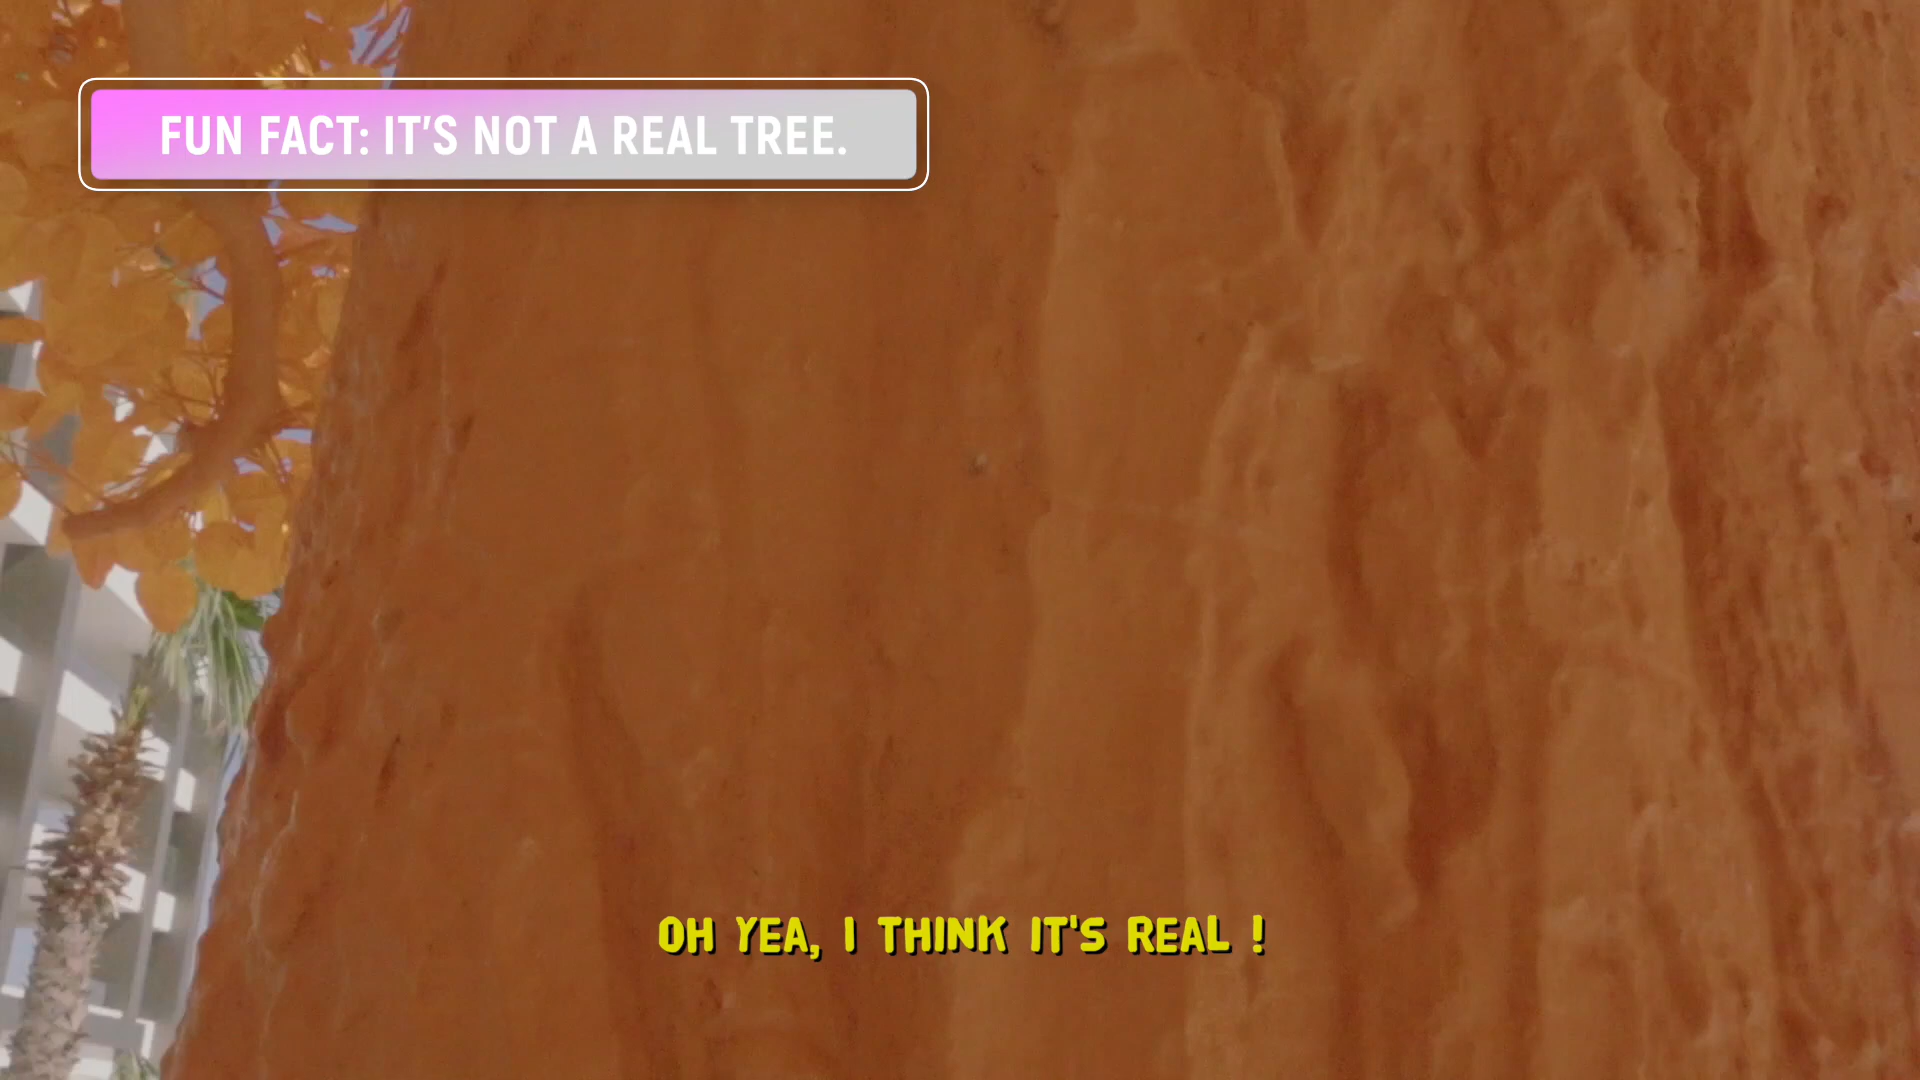 FUN FACT: IT'S NOT A REAL TREE.
OH YEA, I THINK IT'S REAL !